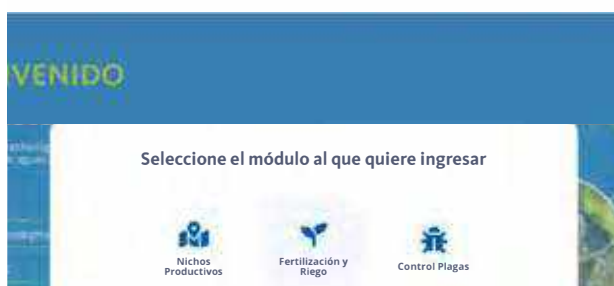 VENIDO
Seleccione el módulo al que quiere ingresar
Nichos
Productivos
Fertilización y
Riego
Control Plagas